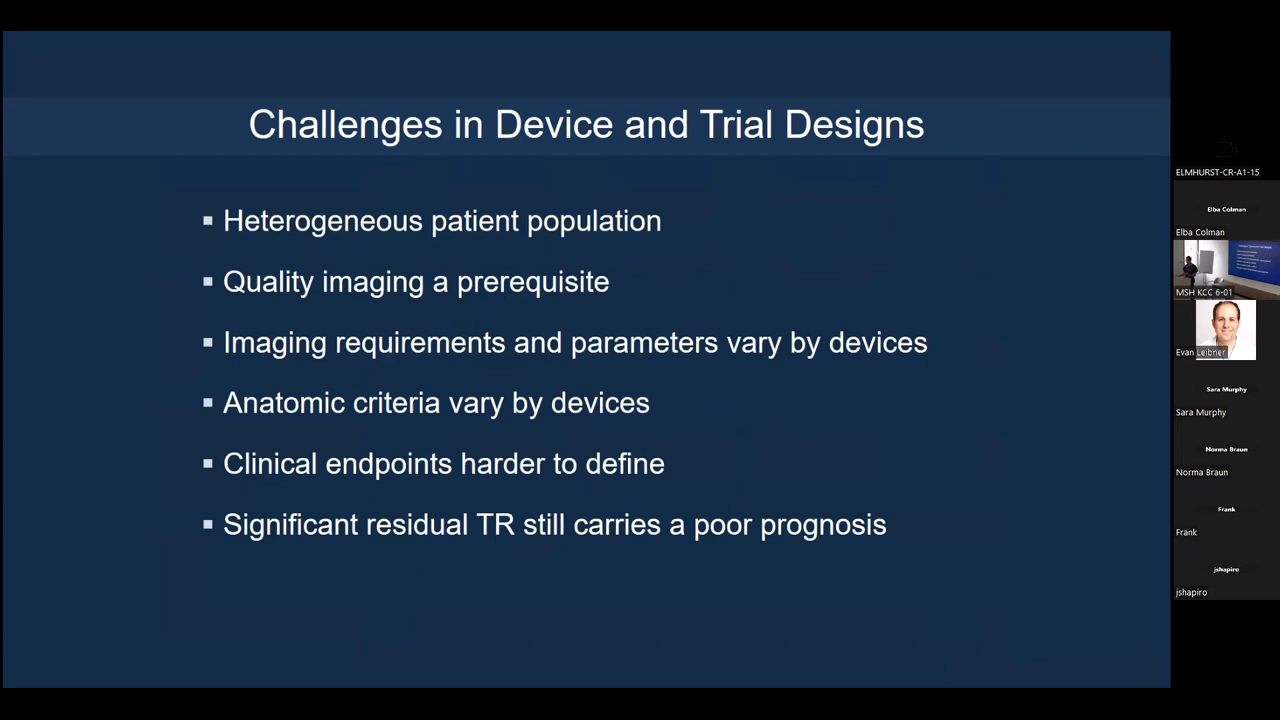 Challenges in Device and Trial Designs
▪ Heterogeneous patient population
▪ Quality imaging a prerequisite
▪ Imaging requirements and parameters vary by devices
▪ Anatomic criteria vary by devices
▪ Clinical endpoints harder to define
▪ Significant residual TR still carries a poor prognosis
ELMHURST-CR-A1-15
Elba Colman
Elba Colman
MSH KCC 6-01
Evan Leibner
Sara Murphy
Sara Murphy
Norma Braun
Norma Braun
Frank
Frank
jshapiro
jshapiro